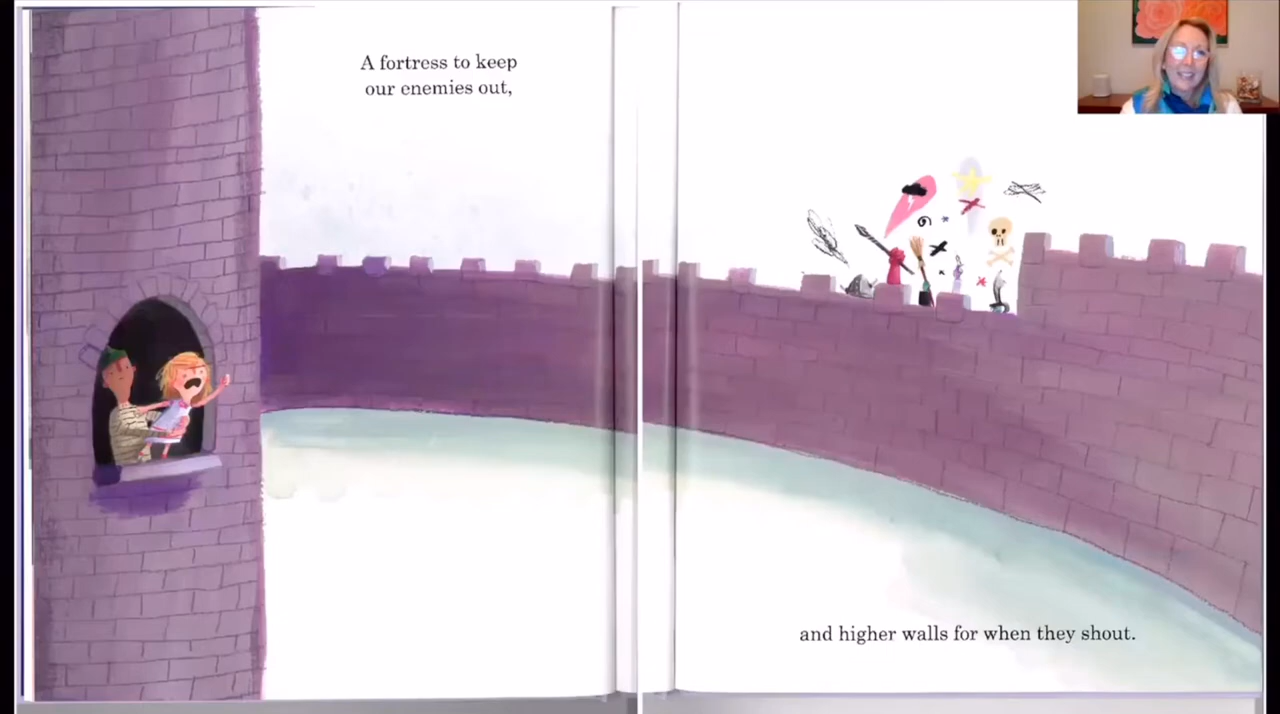 A fortress to keep
our enemies out,
and higher walls for when they shout.